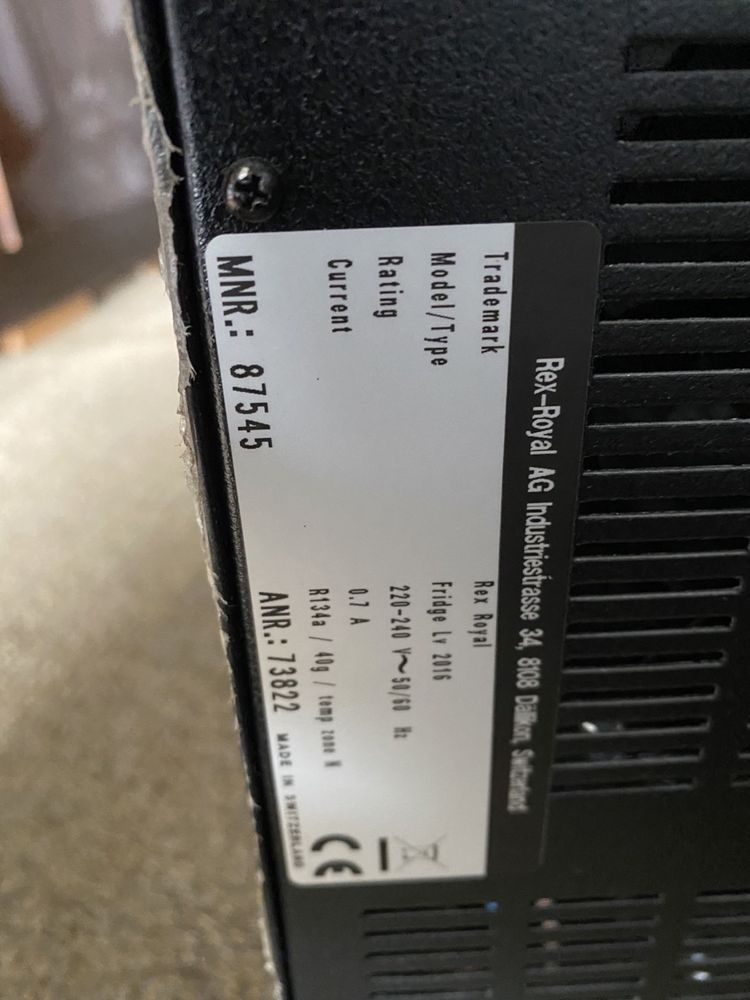 Rex-Royal AG Industriestrasse 34, 8108 Dällikon, Switzerland
Trademark Rex Royal
Model/Type Fridge Lv 2016
Rating 220-240 V~50/60 Hz
Current 0.7 A
R134a / 40g / temp zone N
MNR.: 87545 ANR.: 73822 MADE IN SWITZERLAND
CE